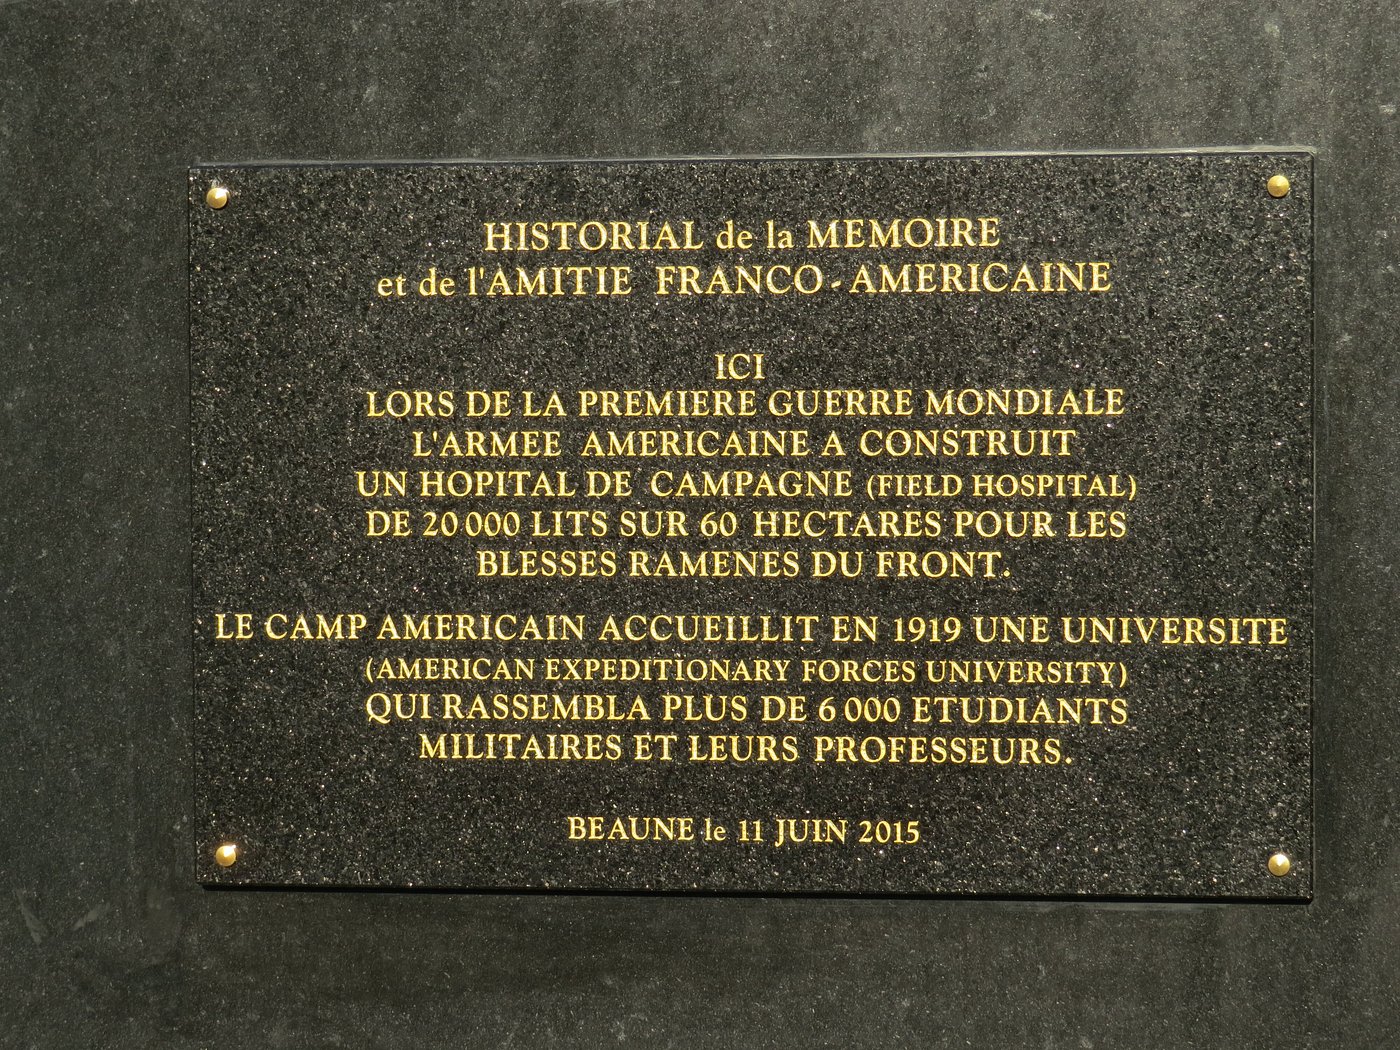 HISTORIAL de la MEMOIRE
et de l'AMITIE FRANCO-AMERICAINE
ICI
LORS DE LA PREMIERE GUERRE MONDIALE
L'ARMEE AMERICAINE A CONSTRUIT
UN HOPITAL DE CAMPAGNE (FIELD HOSPITAL)
DE 20 000 LITS SUR 60 HECTARES POUR LES
BLESSES RAMENES DU FRONT.
LE CAMP AMERICAIN ACCUEILLIT EN 1919 UNE UNIVERSITE
(AMERICAN EXPEDITIONARY FORCES UNIVERSITY)
QUI RASSEMBLA PLUS DE 6 000 ETUDIANTS
MILITAIRES ET LEURS PROFESSEURS.
BEAUNE le 11 JUIN 2015